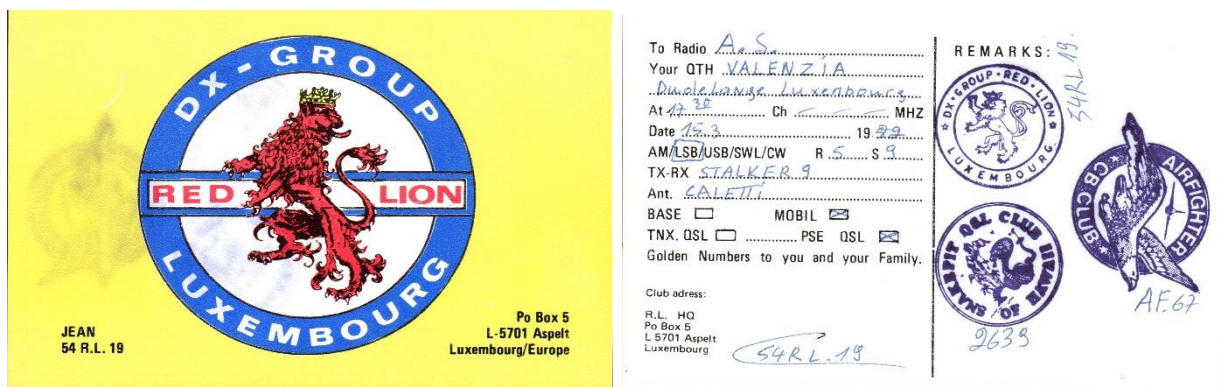 DX-GROUP
RED LION
LUXEMBOURG
JEAN
54 R.L. 19
Po Box 5
L-5701 Aspelt
Luxembourg/Europe
To Radio A.S.
Your QTH VALENZIA
Dudelange Luxembourg
At 17 30 Ch MHZ
Date 15.3 19
AM/LSB/USB/SWL/CW R 5 S 9
TX-RX STALKER 9
Ant. CALETTI
BASE MOBIL
TNX. QSL PSE QSL
Golden Numbers to you and your Family.
Club adress:
R.L. HQ
Po Box 5
L 5701 Aspelt
Luxembourg
54RL.19
REMARKS:
54RL 19.
DX-GROUP-RED-LION
LUXEMBOURG
AIRFIGHTER
CB CLUB
AF.67
SNAKEPIT QSL CLUB
OF
2639